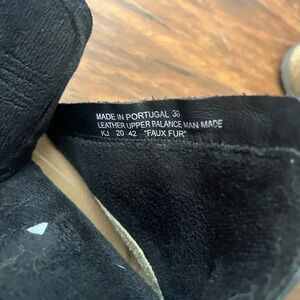 MADE IN PORTUGAL 36
LEATHER UPPER BALANCE MAN MADE
KJ 20 42 "FAUX FUR"